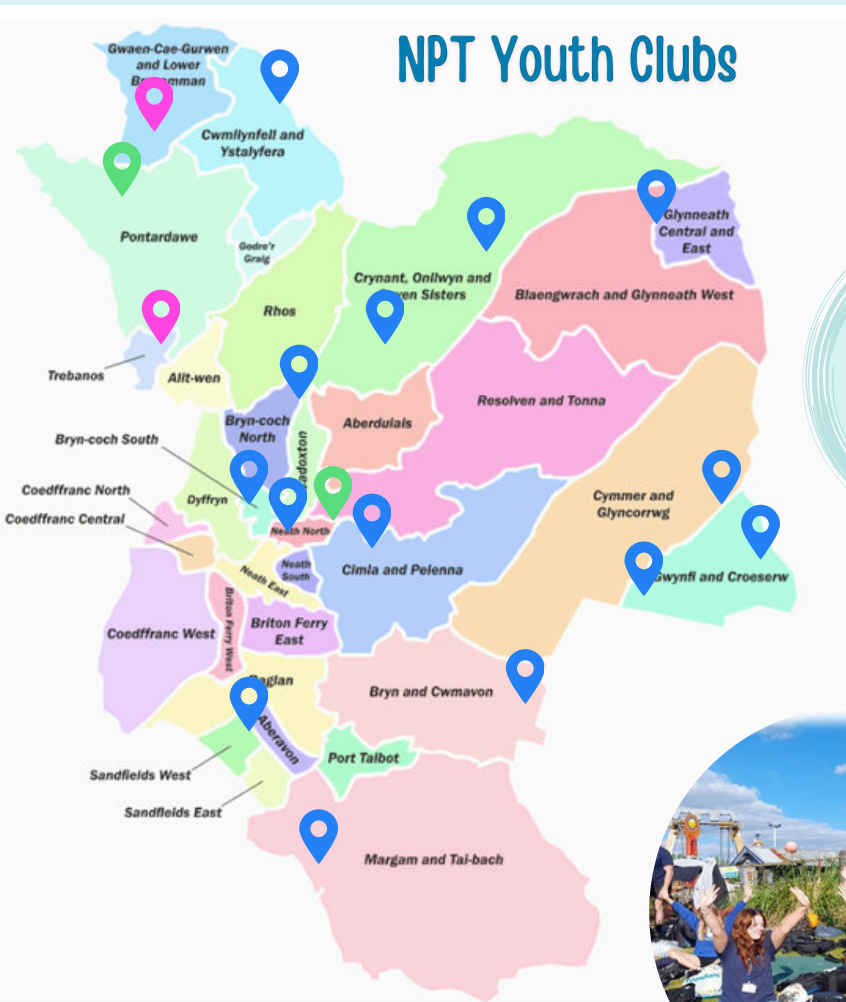 NPT Youth Clubs
Gwaen-Cae-Gurwen
and Lower
Cwmllynfell and
Ystalyfera
Pontardawe
Godre'r
Graig
Glynneath
Central and
East
Crynant, Onllwyn and
Sisters
Blaengwrach and Glynneath West
Rhos
Trebanos
Alit-wen
Resolven and Tonna
Bryn-coch
North
Aberdulais
Bryn-coch South
Dyffryn
Coedffranc North
Coedffranc Central
Cymmer and
Glyncorrwg
Neath North
Neath
South
Neath East
Cimla and Pelenna
Gwynfi and Croeserw
Coedffranc West
Briton Ferry West
Briton Ferry
East
Bryn and Cwmavon
Aberavon
Port Talbot
Sandfields West
Sandfields East
Margam and Tai-bach